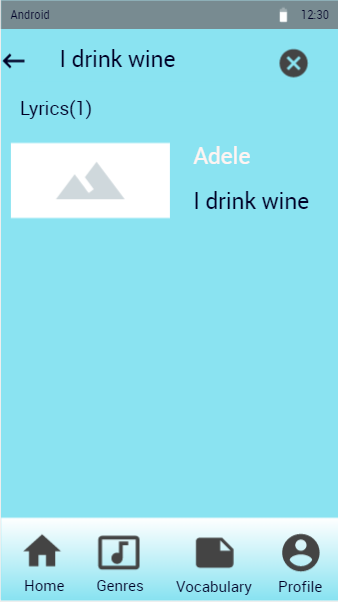 Android 12:30
I drink wine
Lyrics(1)
Adele
I drink wine
Home Genres Vocabulary Profile